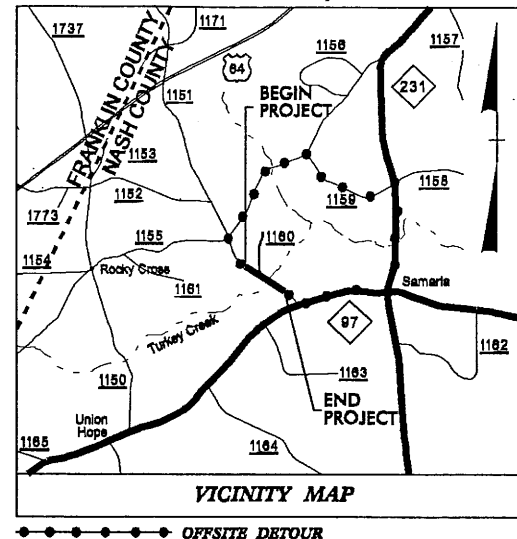 1737
1171
1156
1157
64
1151
BEGIN
PROJECT
231
FRANKLIN COUNTY
NASH COUNTY
1153
1152
1159
1158
1773
1155
1160
1154
Rocky Cross
1161
Samaria
Turkey Creek
97
1162
1150
1163
END
PROJECT
Union
Hope
1165
1164
VICINITY MAP
OFFSITE DETOUR